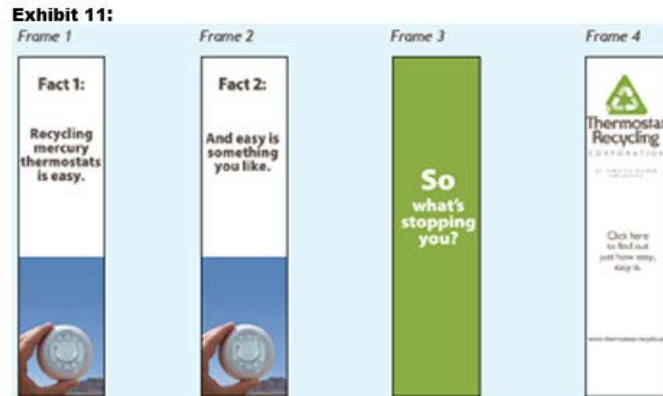 Exhibit 11:
Frame 1
Frame 2
Frame 3
Frame 4
Fact 1:
Recycling
mercury
thermostats
is easy.
Fact 2:
And easy is
something
you like.
So
what's
stopping
you?
Thermostat
Recycling
CORPORATION
Click here
to find out
just how easy,
easy is.